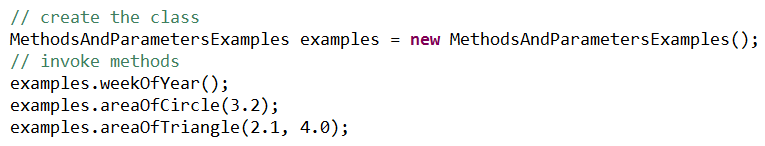 // create the class
MethodsAndParametersExamples examples = new MethodsAndParametersExamples();
// invoke methods
examples.weekOfYear();
examples.areaOfCircle(3.2);
examples.areaOfTriangle(2.1, 4.0);